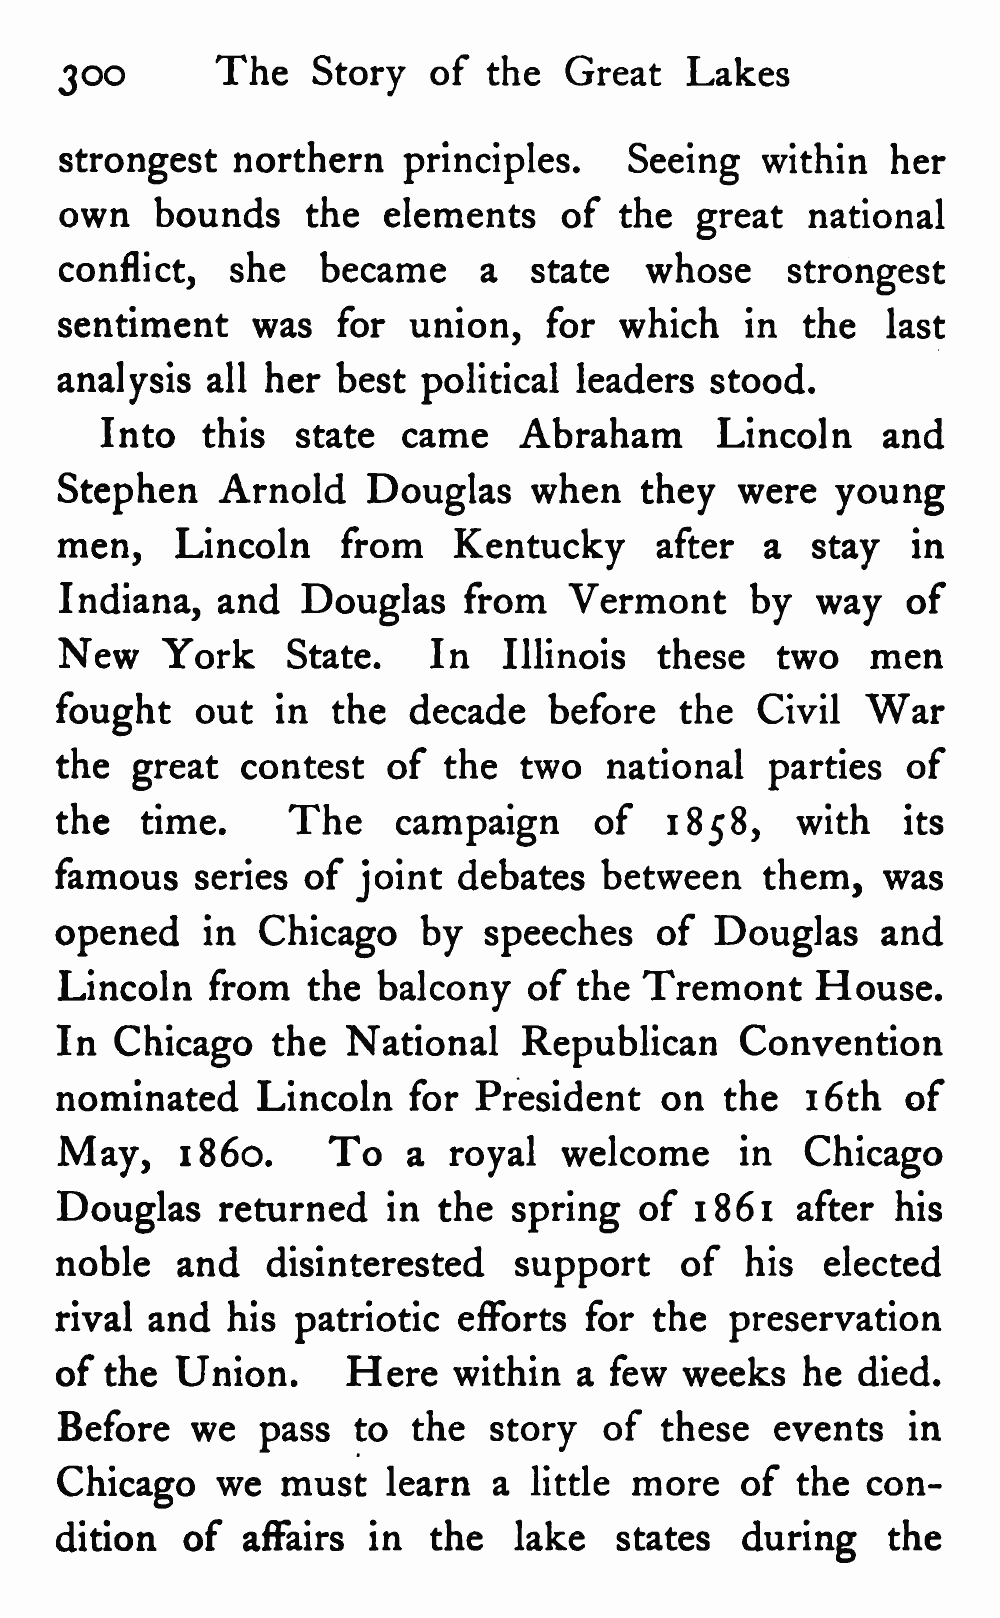 300 The Story of the Great Lakes
strongest northern principles. Seeing within her
own bounds the elements of the great national
conflict, she became a state whose strongest
sentiment was for union, for which in the last
analysis all her best political leaders stood.
Into this state came Abraham Lincoln and
Stephen Arnold Douglas when they were young
men, Lincoln from Kentucky after a stay in
Indiana, and Douglas from Vermont by way of
New York State. In Illinois these two men
fought out in the decade before the Civil War
the great contest of the two national parties of
the time. The campaign of 1858, with its
famous series of joint debates between them, was
opened in Chicago by speeches of Douglas and
Lincoln from the balcony of the Tremont House.
In Chicago the National Republican Convention
nominated Lincoln for President on the 16th of
May, 1860. To a royal welcome in Chicago
Douglas returned in the spring of 1861 after his
noble and disinterested support of his elected
rival and his patriotic efforts for the preservation
of the Union. Here within a few weeks he died.
Before we pass to the story of these events in
Chicago we must learn a little more of the con-
dition of affairs in the lake states during the